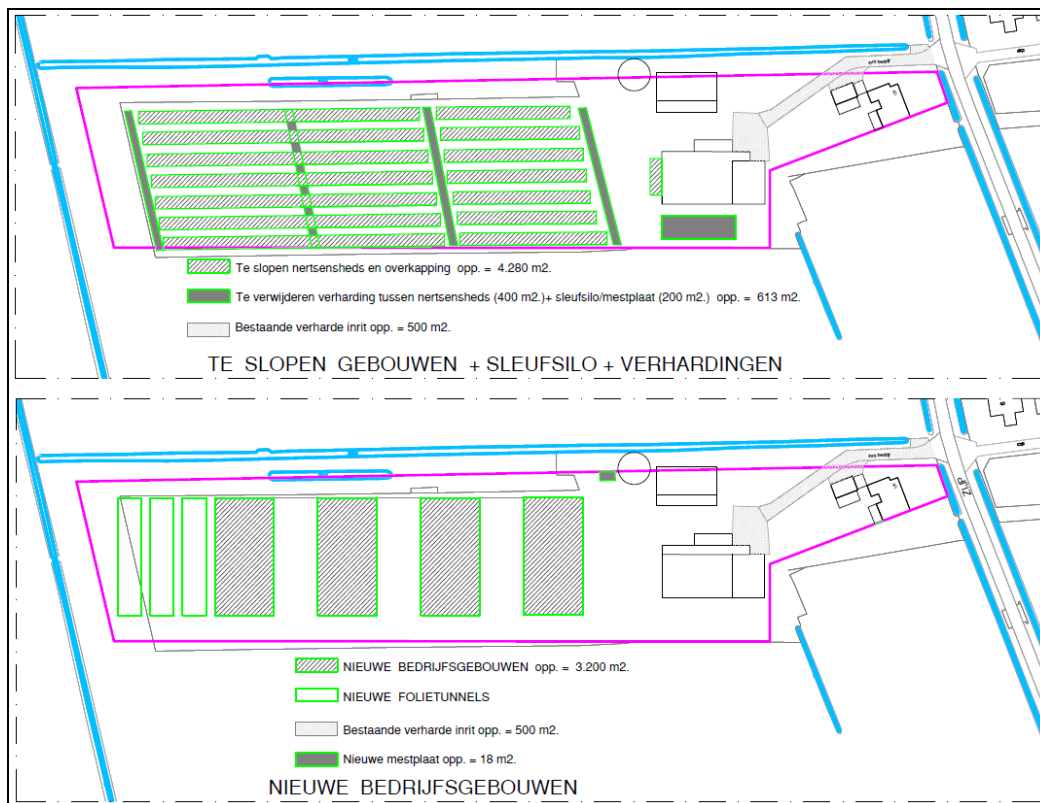 Te slopen nertsensheds en overkapping opp. = 4.280 m2.
Te verwijderen verharding tussen nertsensheds (400 m2.)+ sleufsilo/mestplaat (200 m2.) opp. = 613 m2.
Bestaande verharde inrit opp. = 500 m2.
TE SLOPEN GEBOUWEN + SLEUFSILO + VERHARDINGEN
ZIJP
NIEUWE BEDRIJFSGEBOUWEN opp. = 3.200 m2.
NIEUWE FOLIETUNNELS
Bestaande verharde inrit opp. = 500 m2.
Nieuwe mestplaat opp. = 18 m2.
NIEUWE BEDRIJFSGEBOUWEN